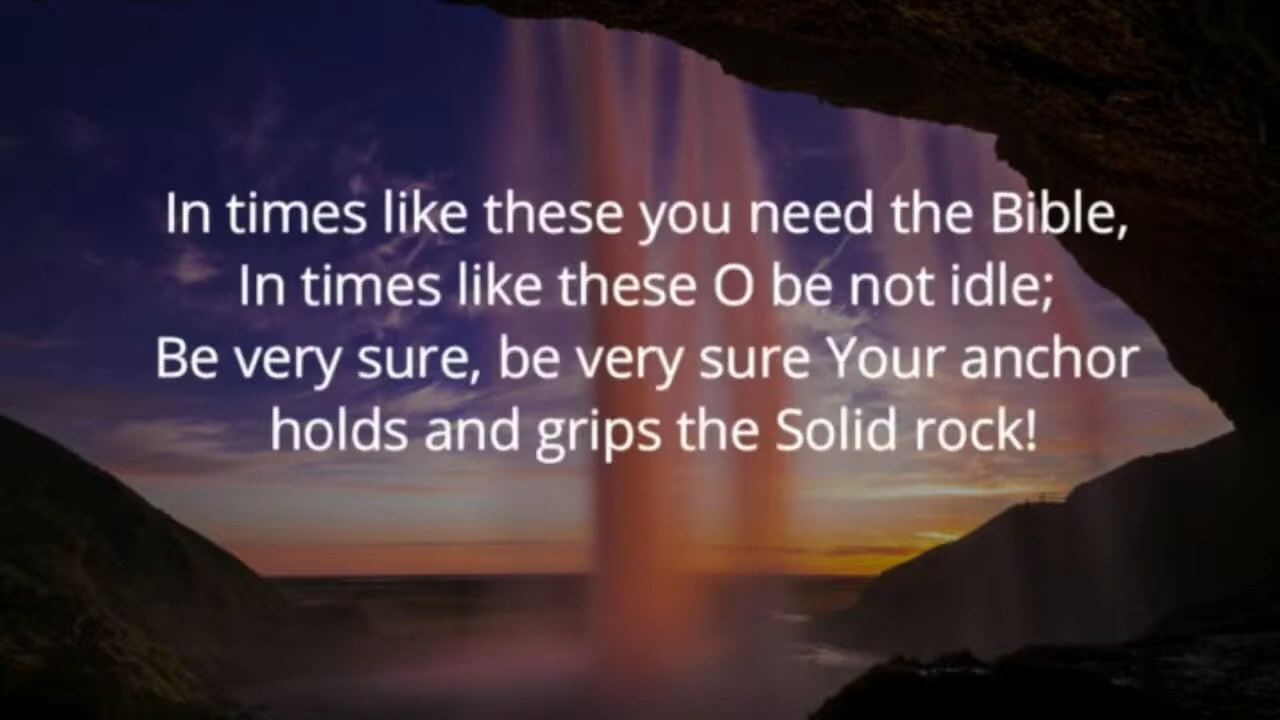 In times like these you need the Bible,
In times like these O be not idle;
Be very sure, be very sure Your anchor
holds and grips the Solid rock!